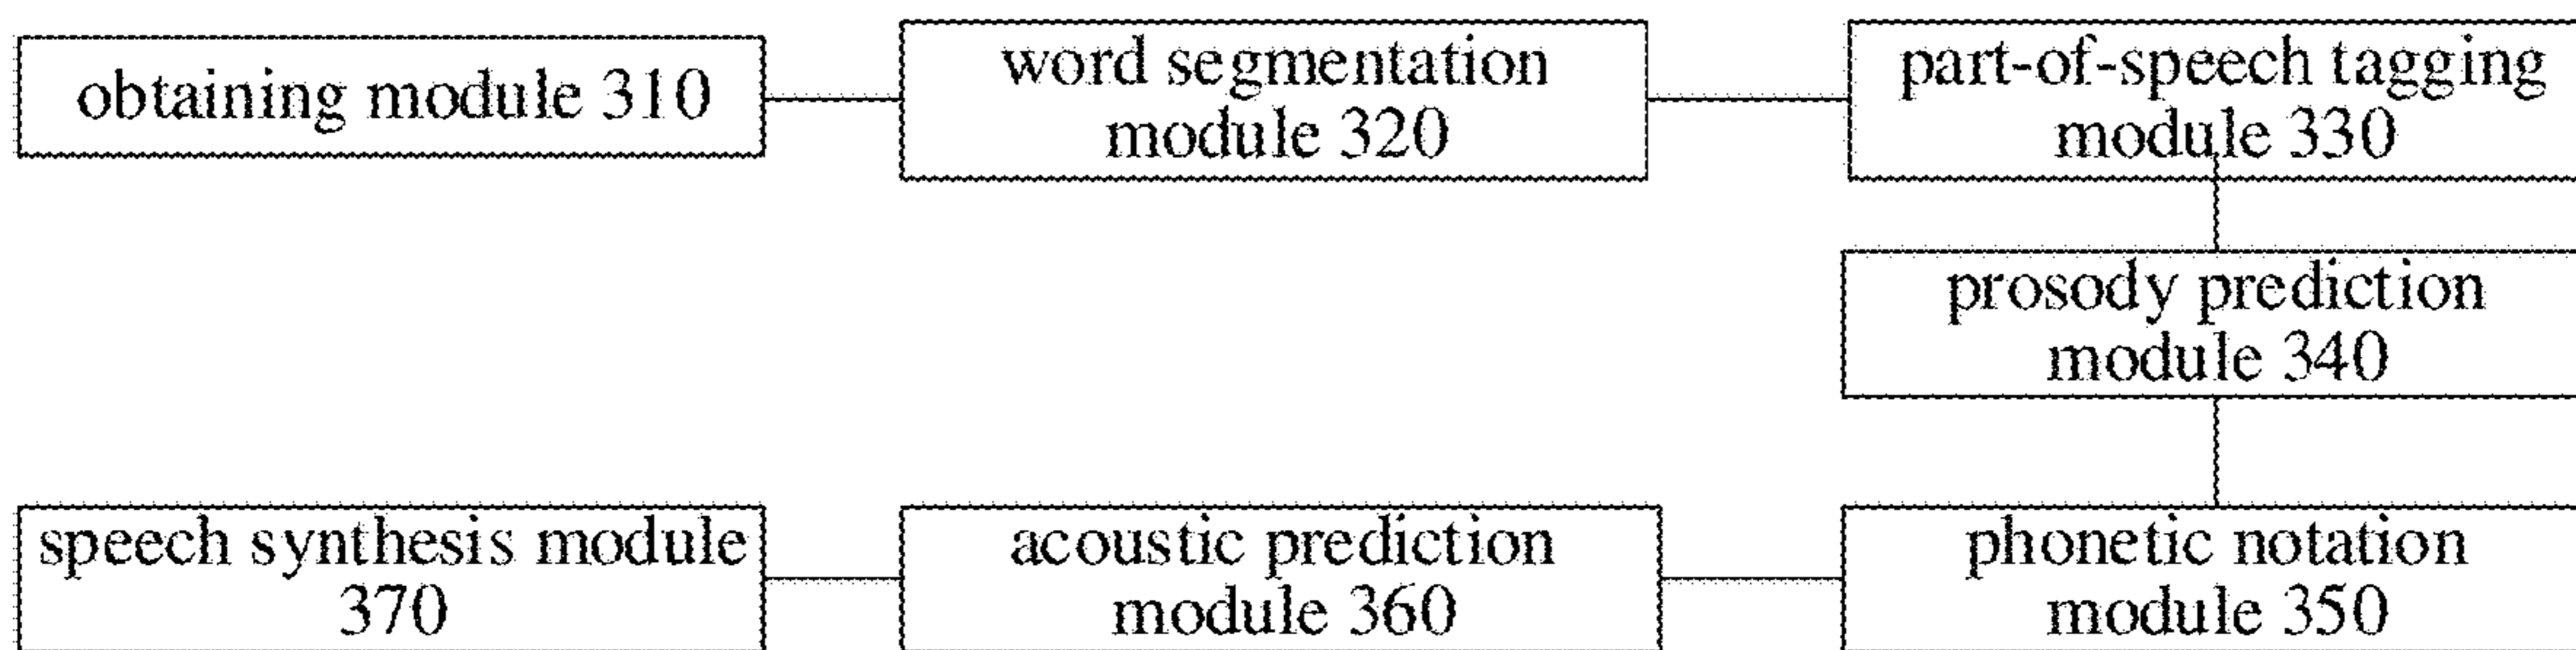 obtaining module 310
word segmentation
module 320
part-of-speech tagging
module 330
prosody prediction
module 340
speech synthesis module
370
acoustic prediction
module 360
phonetic notation
module 350